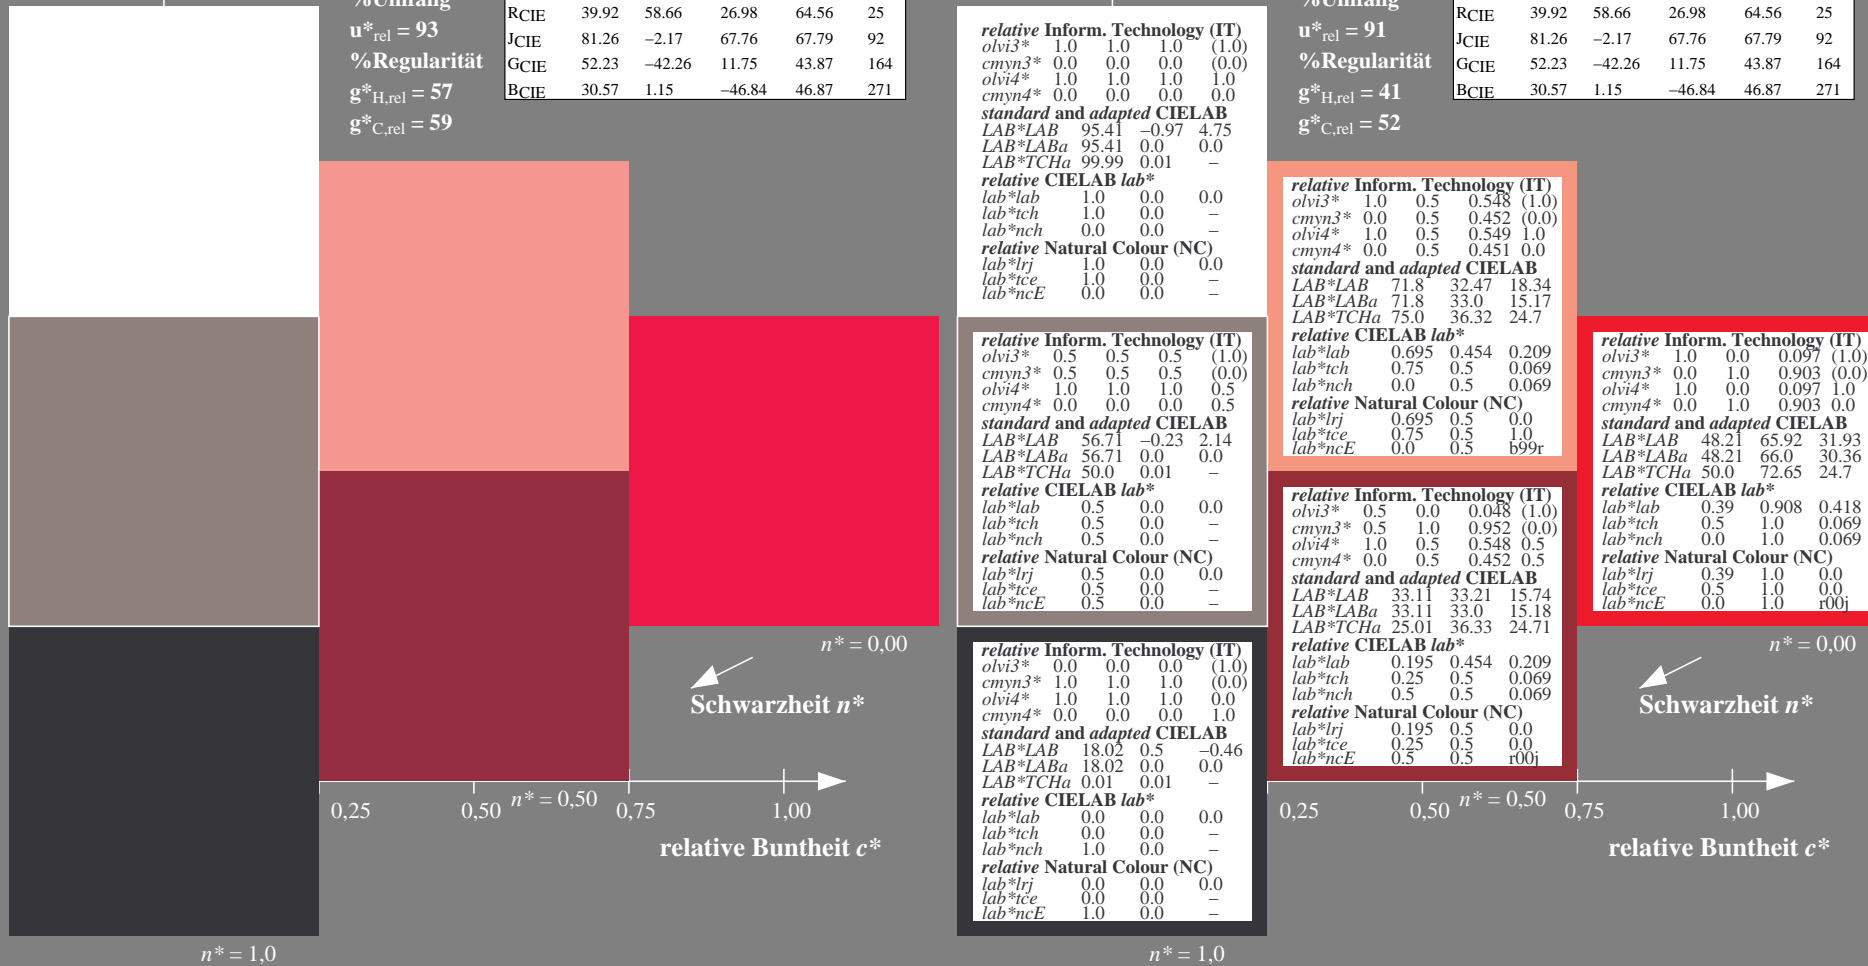 %Umfang
u*rel = 93
%Regularität
g*H,rel = 57
g*C,rel = 59
RCIE 39.92 58.66 26.98 64.56 25
JCIE 81.26 −2.17 67.76 67.79 92
GCIE 52.23 −42.26 11.75 43.87 164
BCIE 30.57 1.15 −46.84 46.87 271
n* = 0,00
Schwarzheit n*
0,25 0,50 n* = 0,50 0,75 1,00
relative Buntheit c*
n* = 1,0
%Umfang
u*rel = 91
%Regularität
g*H,rel = 41
g*C,rel = 52
RCIE 39.92 58.66 26.98 64.56 25
JCIE 81.26 −2.17 67.76 67.79 92
GCIE 52.23 −42.26 11.75 43.87 164
BCIE 30.57 1.15 −46.84 46.87 271
relative Inform. Technology (IT)
olvi3* 1.0 1.0 1.0 (1.0)
cmyn3* 0.0 0.0 0.0 (0.0)
olvi4* 1.0 1.0 1.0 1.0
cmyn4* 0.0 0.0 0.0 0.0
standard and adapted CIELAB
LAB*LAB 95.41 −0.97 4.75
LAB*LABa 95.41 0.0 0.0
LAB*TCHa 99.99 0.01 –
relative CIELAB lab*
lab*lab 1.0 0.0 0.0
lab*tch 1.0 0.0 –
lab*nch 0.0 0.0 –
relative Natural Colour (NC)
lab*lrj 1.0 0.0 0.0
lab*tce 1.0 0.0 –
lab*ncE 0.0 0.0 –
relative Inform. Technology (IT)
olvi3* 1.0 0.5 0.548 (1.0)
cmyn3* 0.0 0.5 0.452 (0.0)
olvi4* 1.0 0.5 0.549 1.0
cmyn4* 0.0 0.5 0.451 0.0
standard and adapted CIELAB
LAB*LAB 71.8 32.47 18.34
LAB*LABa 71.8 33.0 15.17
LAB*TCHa 75.0 36.32 24.7
relative CIELAB lab*
lab*lab 0.695 0.454 0.209
lab*tch 0.75 0.5 0.069
lab*nch 0.0 0.5 0.069
relative Natural Colour (NC)
lab*lrj 0.695 0.5 0.0
lab*tce 0.75 0.5 1.0
lab*ncE 0.0 0.5 b99r
relative Inform. Technology (IT)
olvi3* 0.5 0.5 0.5 (1.0)
cmyn3* 0.5 0.5 0.5 (0.0)
olvi4* 1.0 1.0 1.0 0.5
cmyn4* 0.0 0.0 0.0 0.5
standard and adapted CIELAB
LAB*LAB 56.71 −0.23 2.14
LAB*LABa 56.71 0.0 0.0
LAB*TCHa 50.0 0.01 –
relative CIELAB lab*
lab*lab 0.5 0.0 0.0
lab*tch 0.5 0.0 –
lab*nch 0.5 0.0 –
relative Natural Colour (NC)
lab*lrj 0.5 0.0 0.0
lab*tce 0.5 0.0 –
lab*ncE 0.5 0.0 –
relative Inform. Technology (IT)
olvi3* 1.0 0.0 0.097 (1.0)
cmyn3* 0.0 1.0 0.903 (0.0)
olvi4* 1.0 0.0 0.097 1.0
cmyn4* 0.0 1.0 0.903 0.0
standard and adapted CIELAB
LAB*LAB 48.21 65.92 31.93
LAB*LABa 48.21 66.0 30.36
LAB*TCHa 50.0 72.65 24.7
relative CIELAB lab*
lab*lab 0.39 0.908 0.418
lab*tch 0.5 1.0 0.069
lab*nch 0.0 1.0 0.069
relative Natural Colour (NC)
lab*lrj 0.39 1.0 0.0
lab*tce 0.5 1.0 0.0
lab*ncE 0.0 1.0 r00j
relative Inform. Technology (IT)
olvi3* 0.5 0.0 0.048 (1.0)
cmyn3* 0.5 1.0 0.952 (0.0)
olvi4* 1.0 0.5 0.548 0.5
cmyn4* 0.0 0.5 0.452 0.5
standard and adapted CIELAB
LAB*LAB 33.11 33.21 15.74
LAB*LABa 33.11 33.0 15.18
LAB*TCHa 25.01 36.33 24.71
relative CIELAB lab*
lab*lab 0.195 0.454 0.209
lab*tch 0.25 0.5 0.069
lab*nch 0.5 0.5 0.069
relative Natural Colour (NC)
lab*lrj 0.195 0.5 0.0
lab*tce 0.25 0.5 0.0
lab*ncE 0.5 0.5 r00j
relative Inform. Technology (IT)
olvi3* 0.0 0.0 0.0 (1.0)
cmyn3* 1.0 1.0 1.0 (0.0)
olvi4* 1.0 1.0 1.0 0.0
cmyn4* 0.0 0.0 0.0 1.0
standard and adapted CIELAB
LAB*LAB 18.02 0.5 −0.46
LAB*LABa 18.02 0.0 0.0
LAB*TCHa 0.01 0.01 –
relative CIELAB lab*
lab*lab 0.0 0.0 0.0
lab*tch 0.0 0.0 –
lab*nch 1.0 0.0 –
relative Natural Colour (NC)
lab*lrj 0.0 0.0 0.0
lab*tce 0.0 0.0 –
lab*ncE 1.0 0.0 –
n* = 0,00
Schwarzheit n*
0,25 0,50 n* = 0,50 0,75 1,00
relative Buntheit c*
n* = 1,0